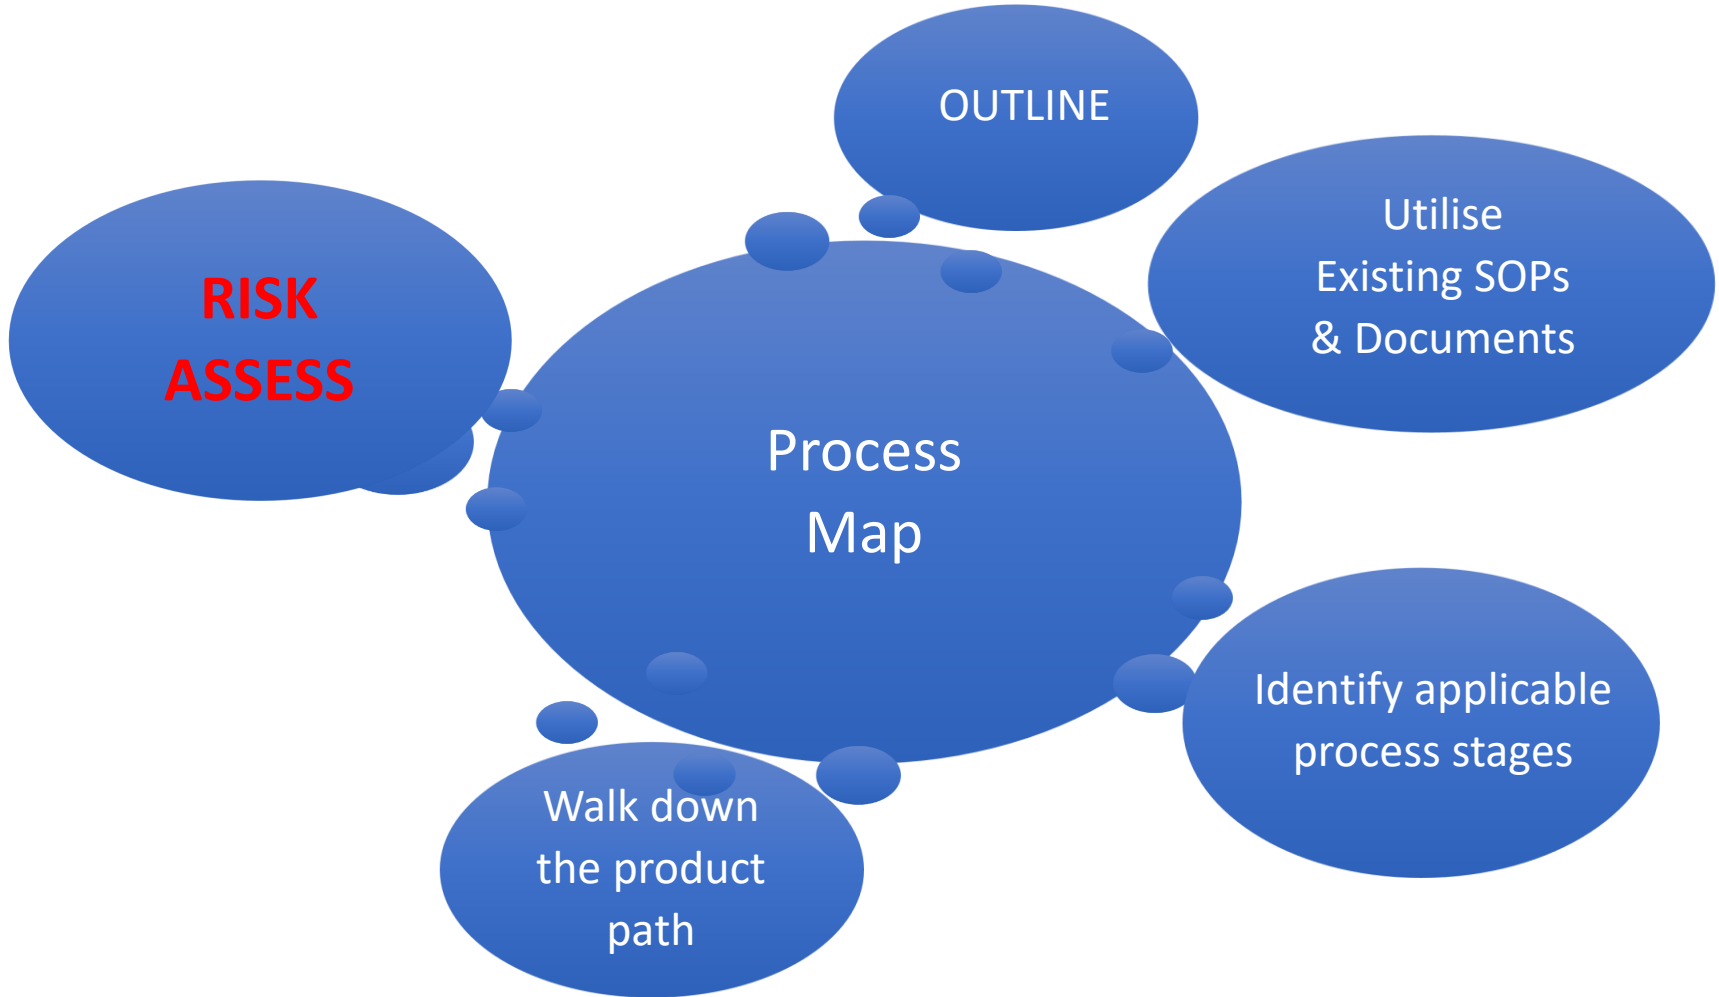 OUTLINE
Utilise
Existing SOPs
& Documents
RISK
ASSESS
Process
Map
Identify applicable
process stages
Walk down
the product
path